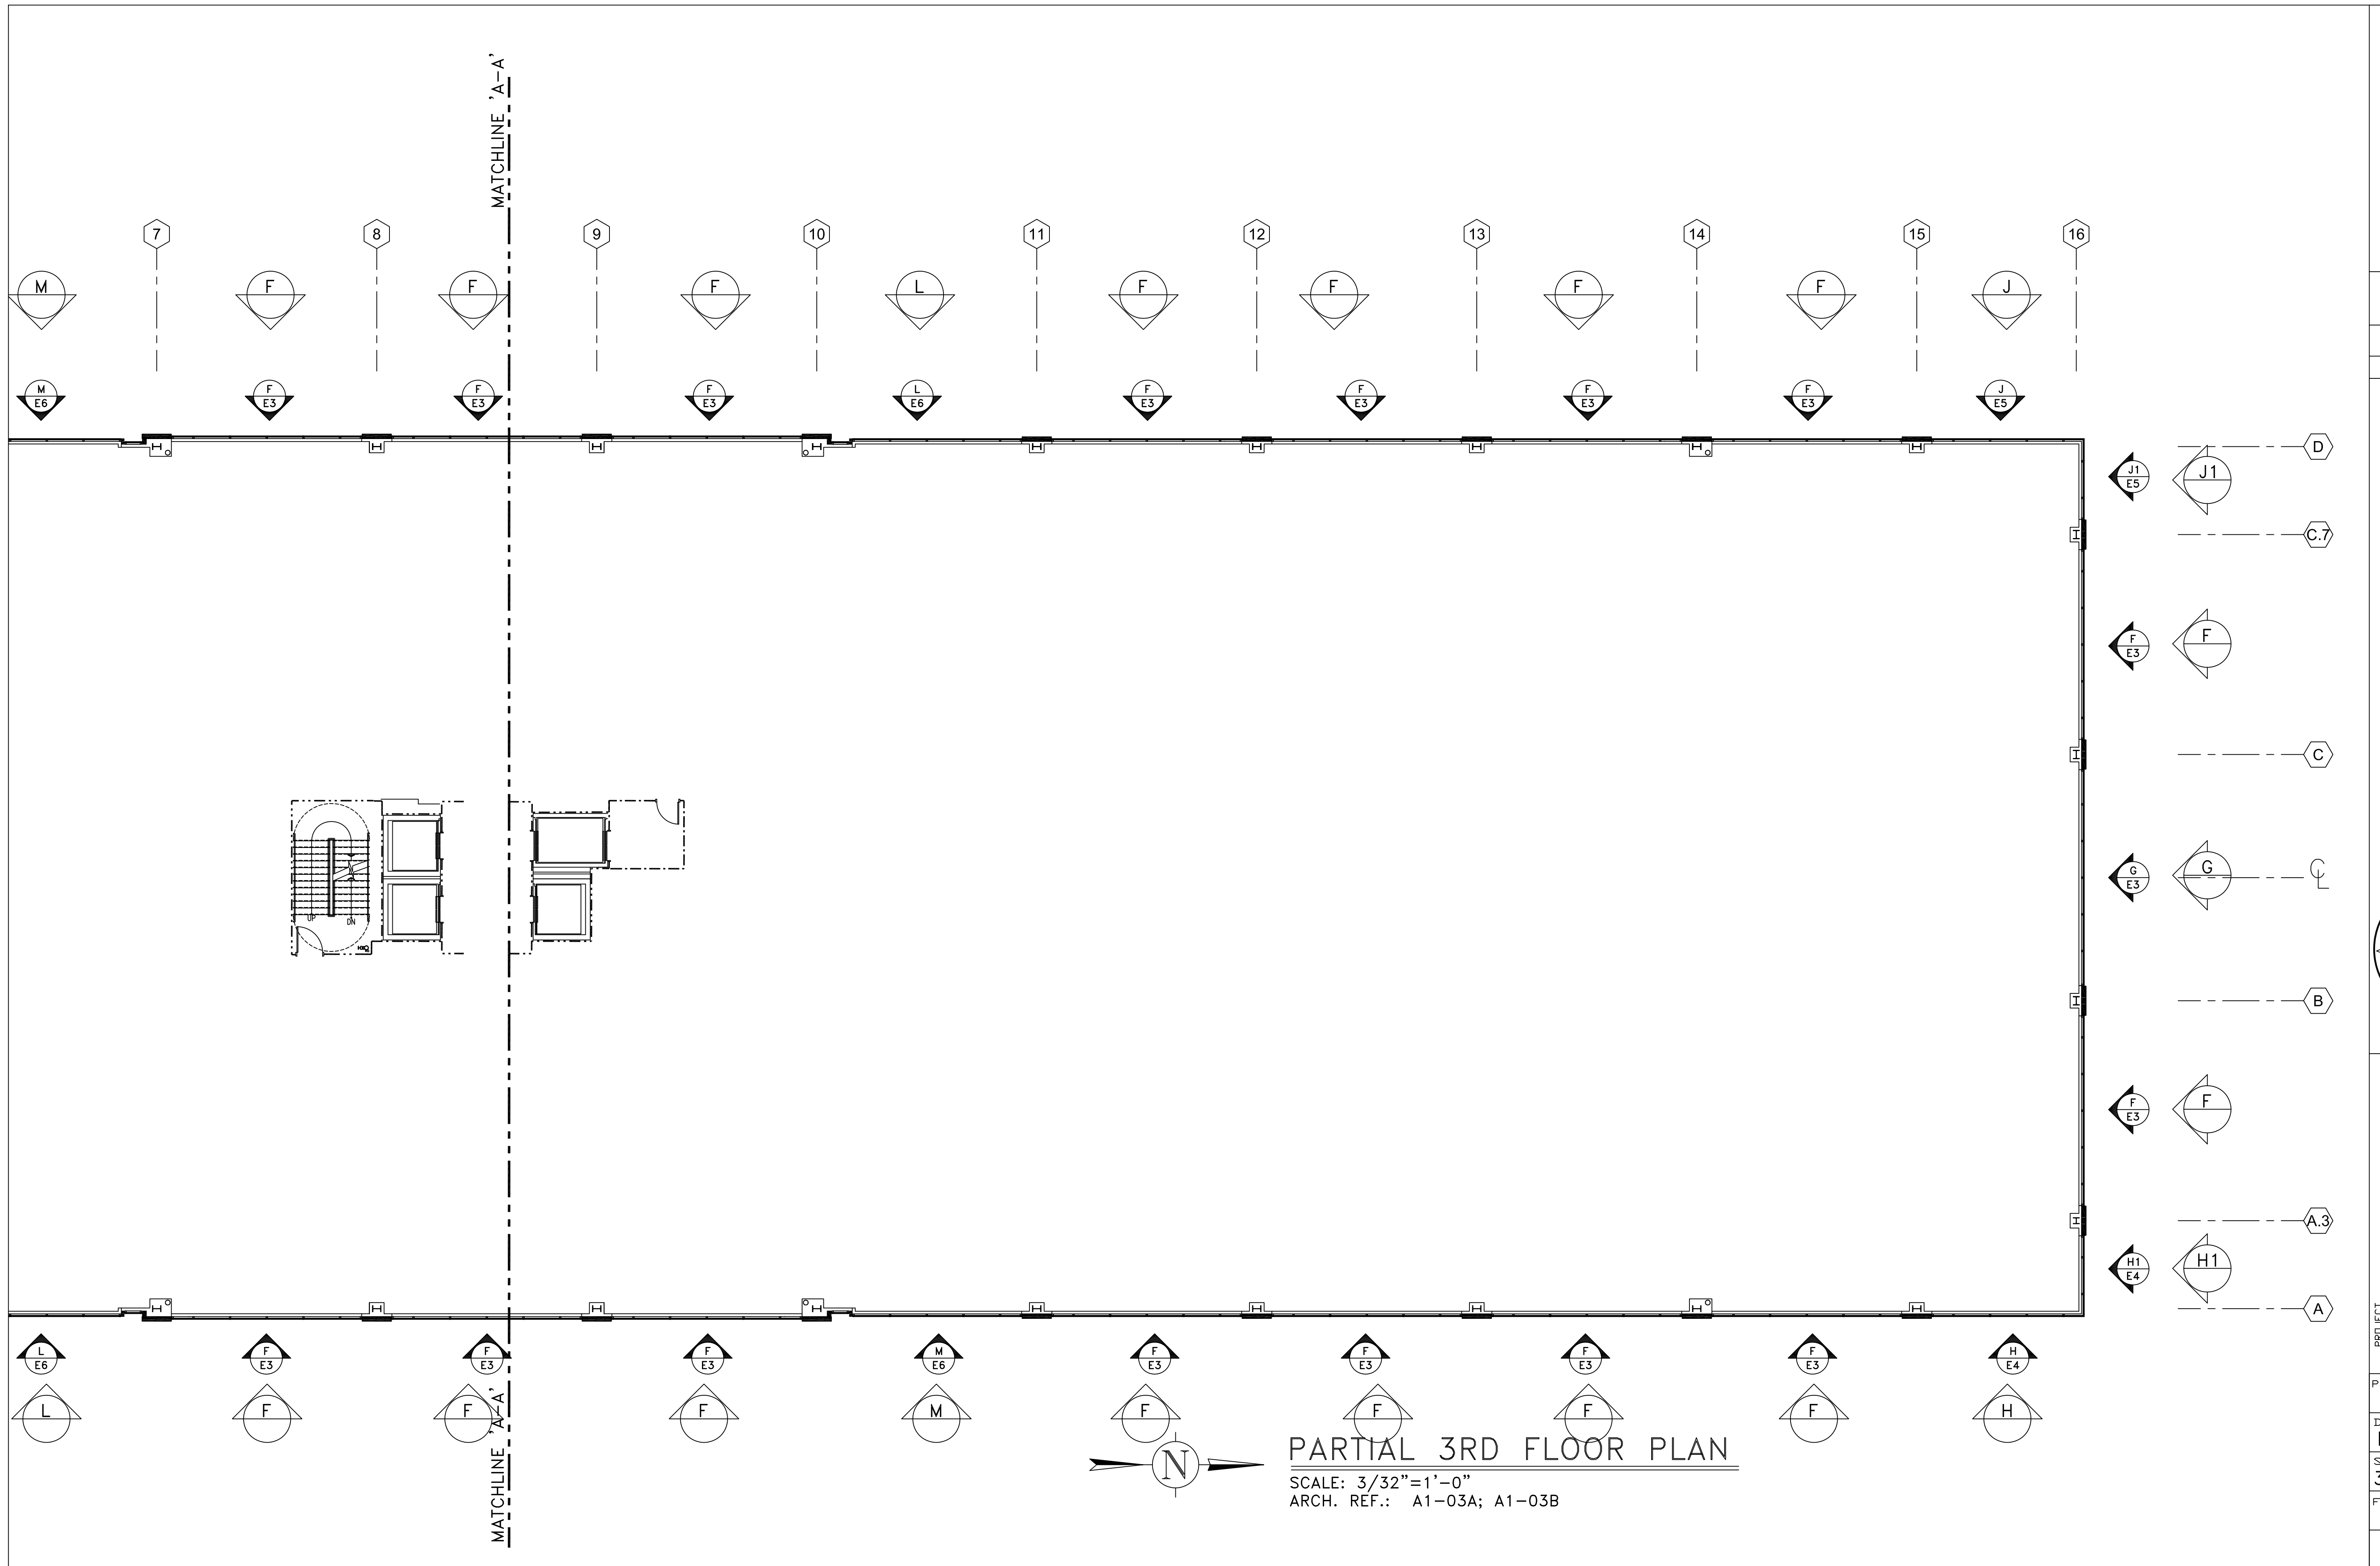 MATCHLINE 'A-A'
7 8 9 10 11 12 13 14 15 16
M F F F L F F F F J
M F F F L F F F F J
E6 E3 E3 E3 E6 E3 E3 E3 E3 E5
D
J1 J1
E5
C.7
F F
E3
C
G G CL
E3
UP DN
B
F F
E3
A.3
H1 H1
E4
A
L F F F M F F F F H
E6 E3 E3 E3 E6 E3 E3 E3 E3 E4
L F F F M F F F F H
MATCHLINE 'A-A'
N
PARTIAL 3RD FLOOR PLAN
SCALE: 3/32"=1'-0"
ARCH. REF.: A1-03A; A1-03B
PROJECT